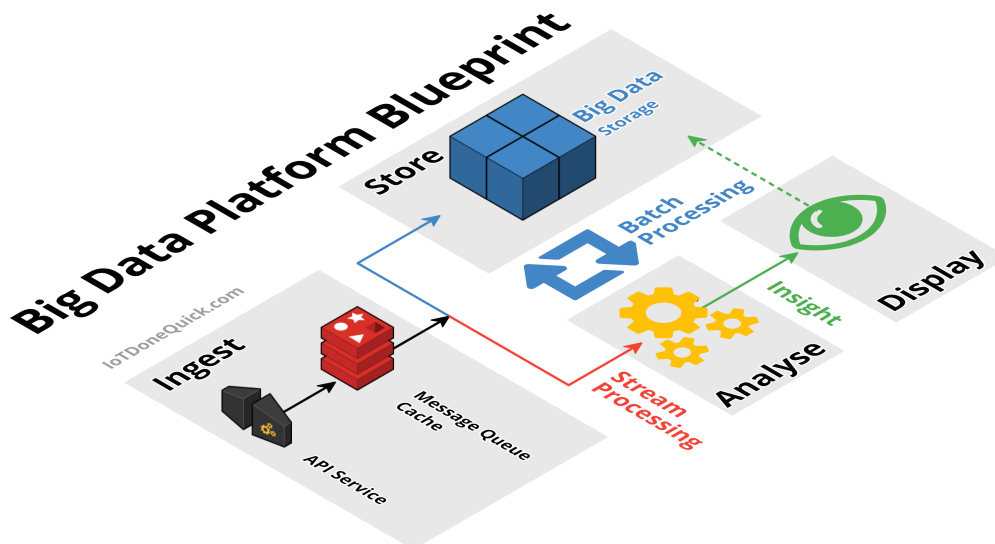 Big Data Platform Blueprint
IoTDoneQuick.com
Store
Big Data
Storage
Batch
Processing
Display
Insight
Ingest
Message Queue
Cache
API Service
Analyse
Stream
Processing